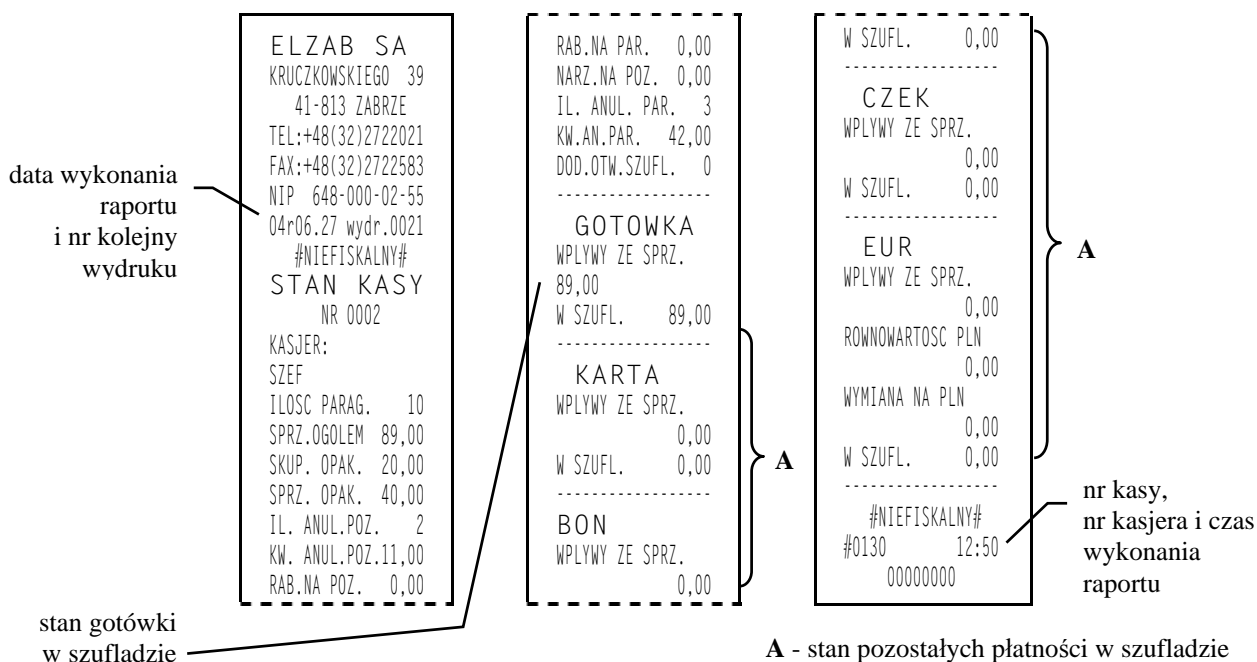 ELZAB SA
KRUCZKOWSKIEGO 39
41-813 ZABRZE
TEL:+48(32)2722021
FAX:+48(32)2722583
NIP 648-000-02-55
04r06.27 wydr.0021
#NIEFISKALNY#
STAN KASY
NR 0002
KASJER:
SZEF
ILOSC PARAG. 10
SPRZ.OGOLEM 89,00
SKUP. OPAK. 20,00
SPRZ. OPAK. 40,00
IL. ANUL.POZ. 2
KW. ANUL.POZ.11,00
RAB.NA POZ. 0,00
data wykonania
raportu
i nr kolejny
wydruku
stan gotówki
w szufladzie
RAB.NA PAR. 0,00
NARZ.NA POZ. 0,00
IL. ANUL. PAR. 3
KW.AN.PAR. 42,00
DOD.OTW.SZUFL. 0
-----------------
GOTOWKA
WPLYWY ZE SPRZ.
89,00
W SZUFL. 89,00
-----------------
KARTA
WPLYWY ZE SPRZ.
0,00
W SZUFL. 0,00
-----------------
BON
WPLYWY ZE SPRZ.
0,00
A
W SZUFL. 0,00
-----------------
CZEK
WPLYWY ZE SPRZ.
0,00
W SZUFL. 0,00
-----------------
EUR
WPLYWY ZE SPRZ.
0,00
ROWNOWARTOSC PLN
0,00
WYMIANA NA PLN
0,00
W SZUFL. 0,00
-----------------
#NIEFISKALNY#
#0130 12:50
00000000
A
nr kasy,
nr kasjera i czas
wykonania
raportu
A - stan pozostałych płatności w szufladzie